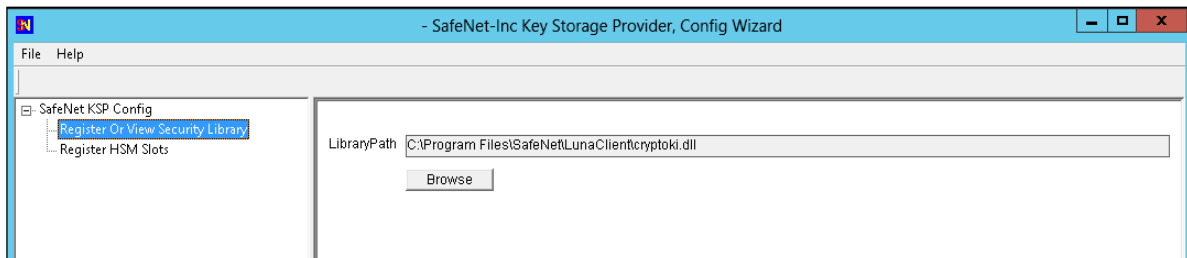 - SafeNet-Inc Key Storage Provider, Config Wizard
File Help
SafeNet KSP Config
Register Or View Security Library
Register HSM Slots
LibraryPath C:\Program Files\SafeNet\LunaClient\cryptoki.dll
Browse